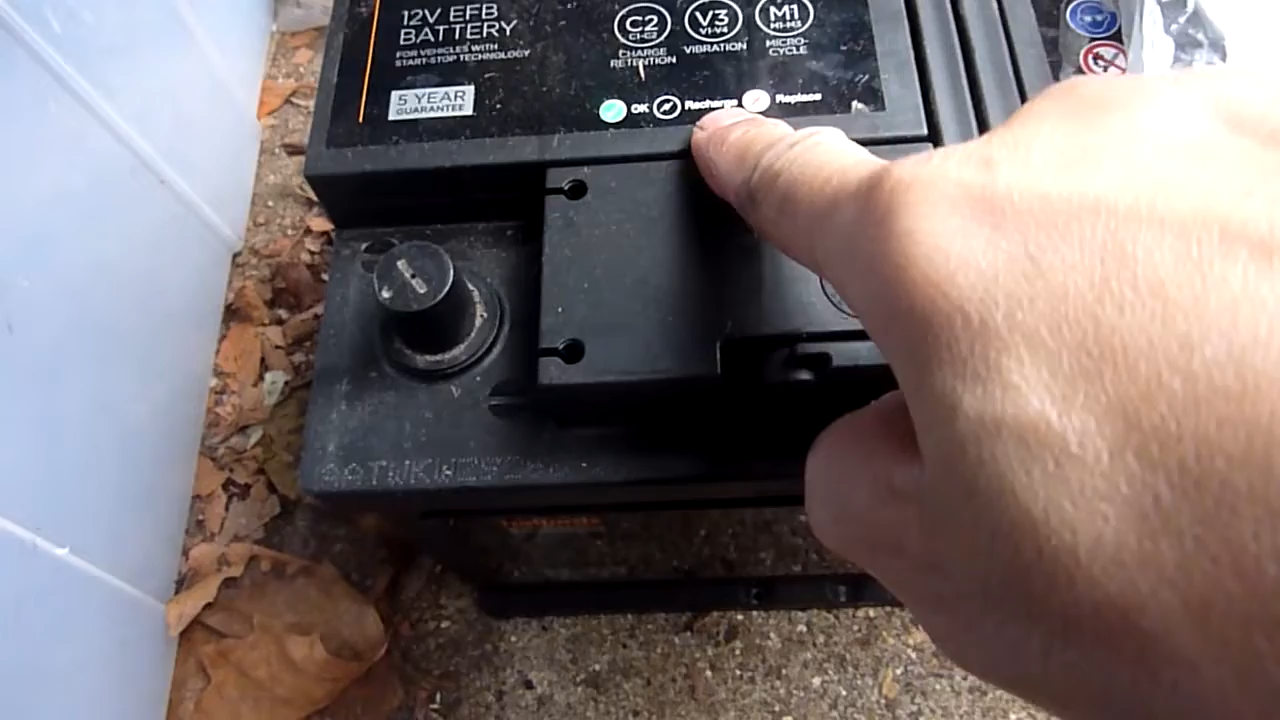 12V EFB
BATTERY
FOR VEHICLES WITH
START-STOP TECHNOLOGY
5 YEAR
GUARANTEE
C2
C1-C2
CHARGE
RETENTION
V3
V1-V4
VIBRATION
M1
M1-M3
MICRO-
CYCLE
OK Recharge Replace